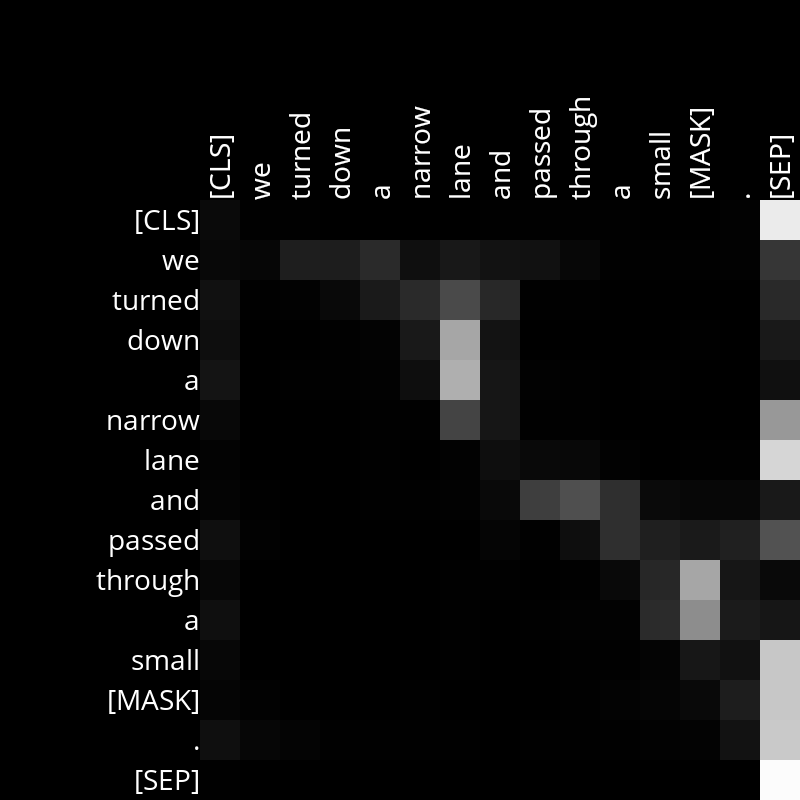 [CLS] we turned down a narrow lane and passed through a small [MASK] . [SEP]
[CLS]
we
turned
down
a
narrow
lane
and
passed
through
a
small
[MASK]
.
[SEP]